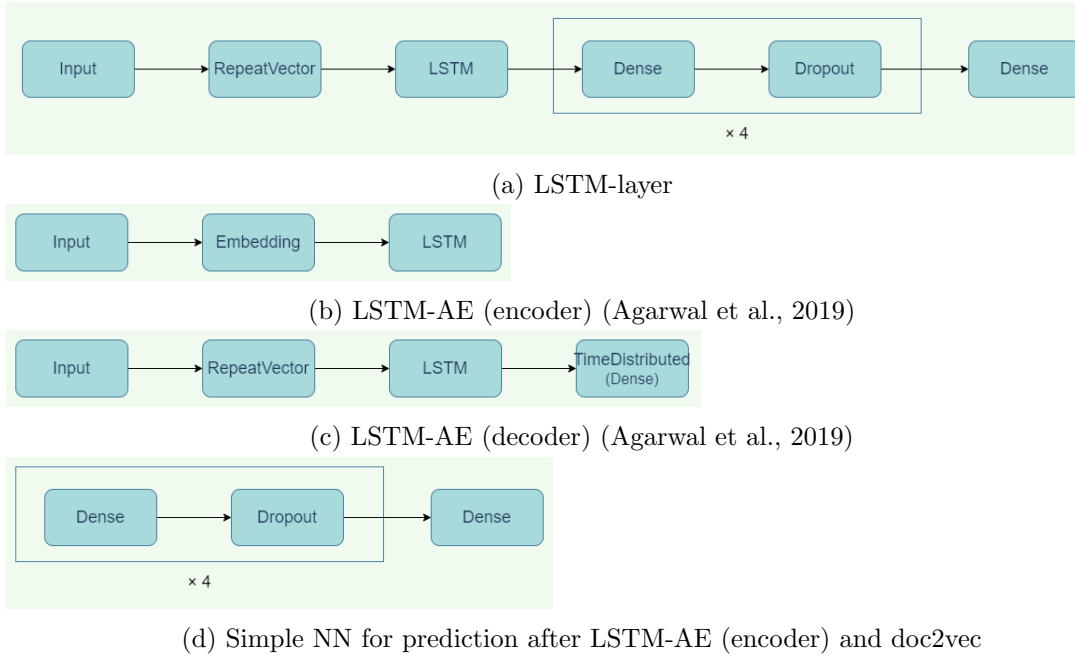 Input RepeatVector LSTM Dense Dropout Dense
× 4
(a) LSTM-layer
Input Embedding LSTM
(b) LSTM-AE (encoder) (Agarwal et al., 2019)
Input RepeatVector LSTM TimeDistributed
(Dense)
(c) LSTM-AE (decoder) (Agarwal et al., 2019)
Dense Dropout Dense
× 4
(d) Simple NN for prediction after LSTM-AE (encoder) and doc2vec